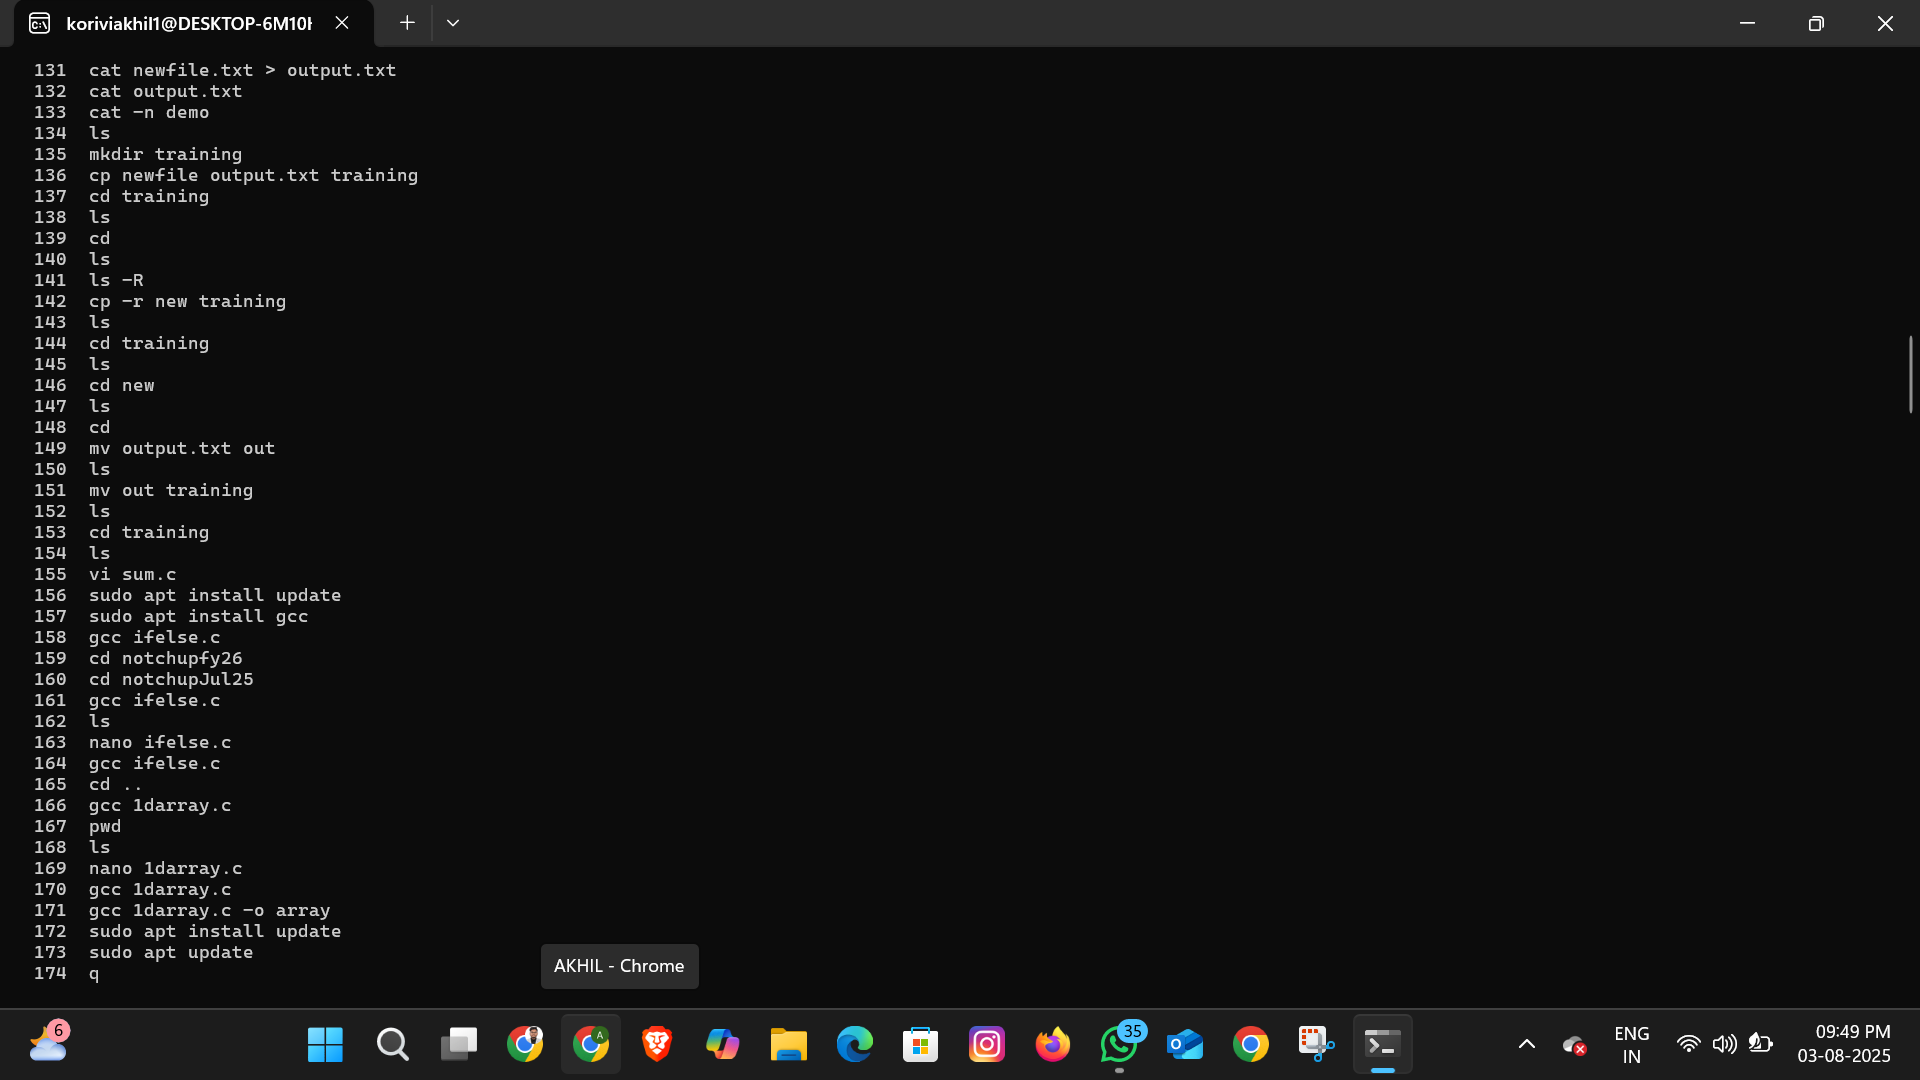 koriviakhil1@DESKTOP-6M10
131 cat newfile.txt > output.txt
132 cat output.txt
133 cat -n demo
134 ls
135 mkdir training
136 cp newfile output.txt training
137 cd training
138 ls
139 cd
140 ls
141 ls -R
142 cp -r new training
143 ls
144 cd training
145 ls
146 cd new
147 ls
148 cd
149 mv output.txt out
150 ls
151 mv out training
152 ls
153 cd training
154 ls
155 vi sum.c
156 sudo apt install update
157 sudo apt install gcc
158 gcc ifelse.c
159 cd notchupfy26
160 cd notchupJul25
161 gcc ifelse.c
162 ls
163 nano ifelse.c
164 gcc ifelse.c
165 cd ..
166 gcc 1darray.c
167 pwd
168 ls
169 nano 1darray.c
170 gcc 1darray.c
171 gcc 1darray.c -o array
172 sudo apt install update
173 sudo apt update
174 q
AKHIL - Chrome
6
A
35
ENG
IN
09:49 PM
03-08-2025